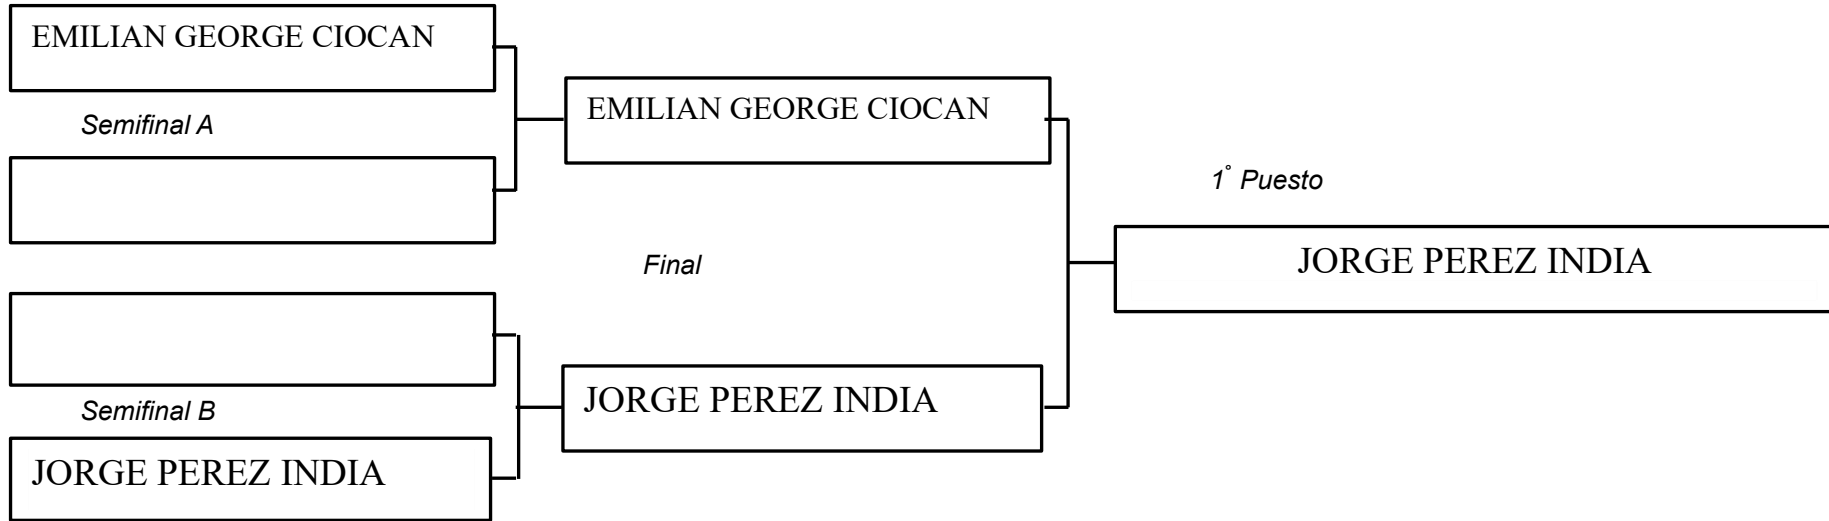 EMILIAN GEORGE CIOCAN
Semifinal A
EMILIAN GEORGE CIOCAN
1° Puesto
JORGE PEREZ INDIA
Final
JORGE PEREZ INDIA
Semifinal B
JORGE PEREZ INDIA